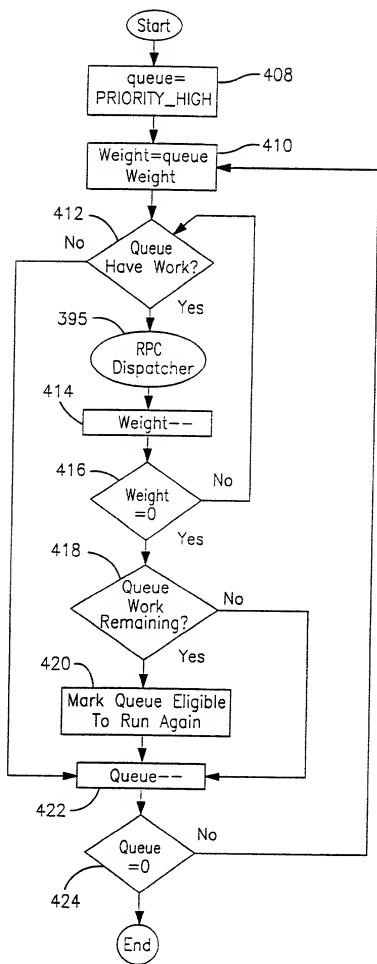 Start
queue=
PRIORITY_HIGH
408
Weight=queue
Weight
410
412
No
Queue
Have Work?
Yes
395
RPC
Dispatcher
414
Weight--
416
Weight
=0
No
Yes
418
Queue
Work
Remaining?
No
Yes
420
Mark Queue Eligible
To Run Again
Queue--
422
Queue
=0
No
424
End